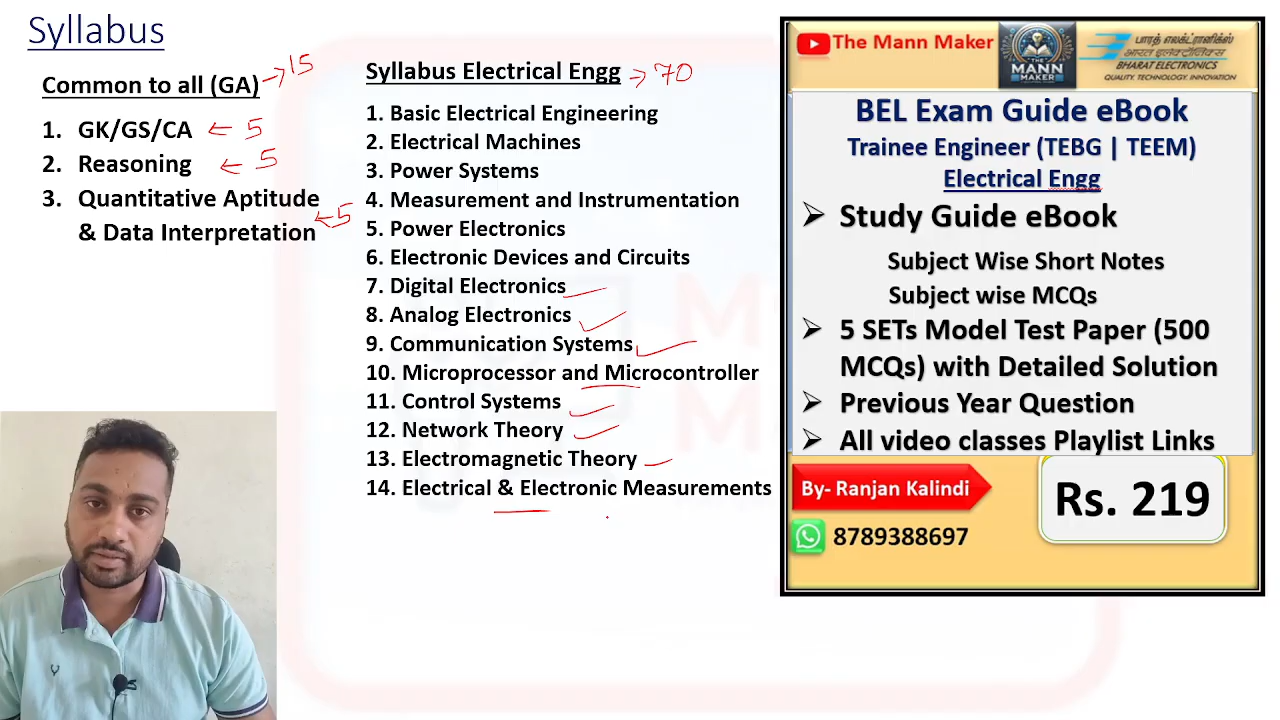 Syllabus
Common to all (GA) → 15
1. GK/GS/CA ← 5
2. Reasoning ← 5
3. Quantitative Aptitude
& Data Interpretation ← 5
Syllabus Electrical Engg → 70
1. Basic Electrical Engineering
2. Electrical Machines
3. Power Systems
4. Measurement and Instrumentation
5. Power Electronics
6. Electronic Devices and Circuits
7. Digital Electronics
8. Analog Electronics
9. Communication Systems
10. Microprocessor and Microcontroller
11. Control Systems
12. Network Theory
13. Electromagnetic Theory
14. Electrical & Electronic Measurements
The Mann Maker
THE
MANN
MAKER
பாரத் எலக்ட்ரானிக்ஸ்
भारत इलेक्ट्रॉनिक्स
BHARAT ELECTRONICS
QUALITY. TECHNOLOGY. INNOVATION
BEL Exam Guide eBook
Trainee Engineer (TEBG | TEEM)
Electrical Engg
➢ Study Guide eBook
Subject Wise Short Notes
Subject wise MCQs
➢ 5 SETs Model Test Paper (500
MCQs) with Detailed Solution
➢ Previous Year Question
➢ All video classes Playlist Links
By- Ranjan Kalindi
8789388697
Rs. 219